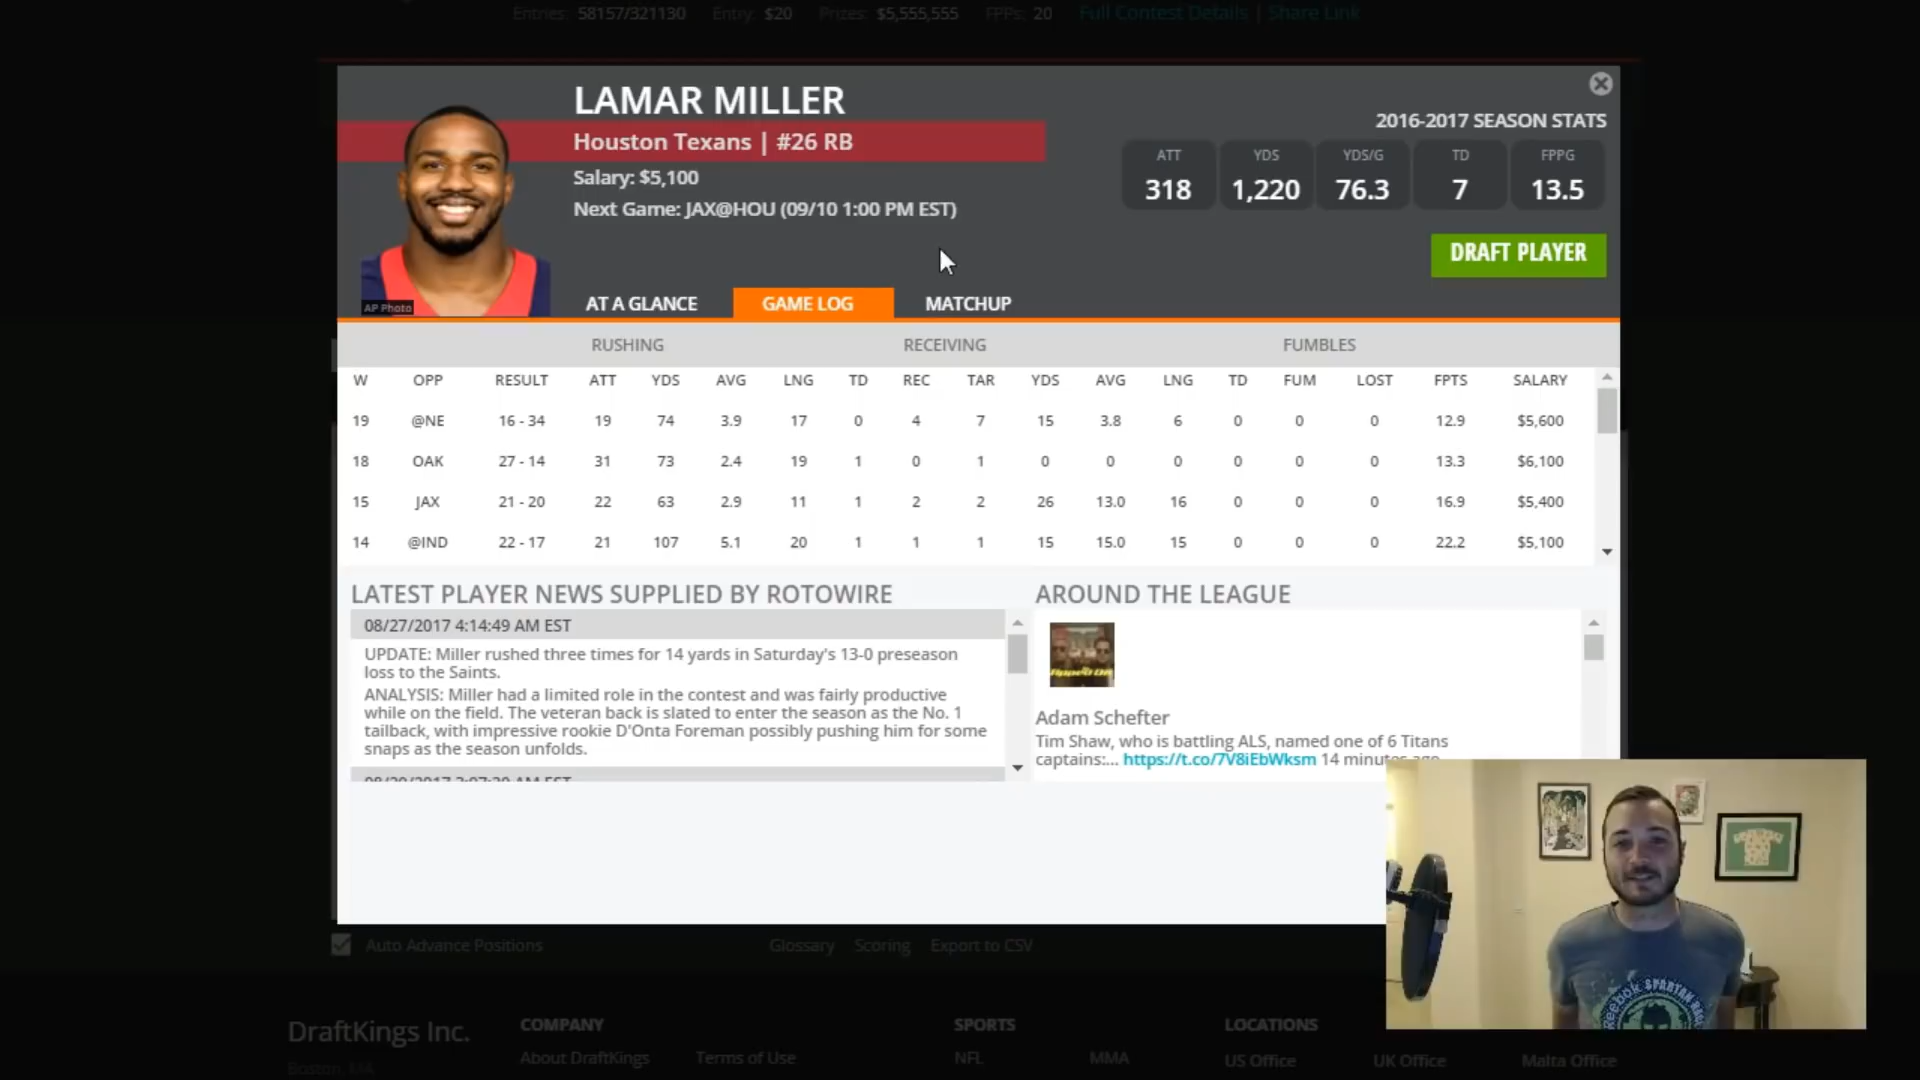 Entries: 58157/321130 Entry: $20 Prizes: $5,555,555 FPPs: 20 Full Contest Details | Share Link
LAMAR MILLER
Houston Texans | #26 RB
Salary: $5,100
Next Game: JAX@HOU (09/10 1:00 PM EST)
AP Photo
2016-2017 SEASON STATS
ATT YDS YDS/G TD FPPG
318 1,220 76.3 7 13.5
DRAFT PLAYER
AT A GLANCE GAME LOG MATCHUP
RUSHING RECEIVING FUMBLES
W OPP RESULT ATT YDS AVG LNG TD REC TAR YDS AVG LNG TD FUM LOST FPTS SALARY
19 @NE 16 - 34 19 74 3.9 17 0 4 7 15 3.8 6 0 0 0 12.9 $5,600
18 OAK 27 - 14 31 73 2.4 19 1 0 1 0 0 0 0 0 0 13.3 $6,100
15 JAX 21 - 20 22 63 2.9 11 1 2 2 26 13.0 16 0 0 0 16.9 $5,400
14 @IND 22 - 17 21 107 5.1 20 1 1 1 15 15.0 15 0 0 0 22.2 $5,100
LATEST PLAYER NEWS SUPPLIED BY ROTOWIRE
08/27/2017 4:14:49 AM EST
UPDATE: Miller rushed three times for 14 yards in Saturday's 13-0 preseason
loss to the Saints.
ANALYSIS: Miller had a limited role in the contest and was fairly productive
while on the field. The veteran back is slated to enter the season as the No. 1
tailback, with impressive rookie D'Onta Foreman possibly pushing him for some
snaps as the season unfolds.
AROUND THE LEAGUE
Adam Schefter
Tim Shaw, who is battling ALS, named one of 6 Titans
captains:... https://t.co/7V8iEbWksm 14 minutes ago
Reebok SPARTAN RACE
Auto Advance Positions
Glossary Scoring Export to CSV
DraftKings Inc.
Boston, MA
COMPANY SPORTS LOCATIONS
About DraftKings Terms of Use NFL MMA US Office UK Office Malta Office